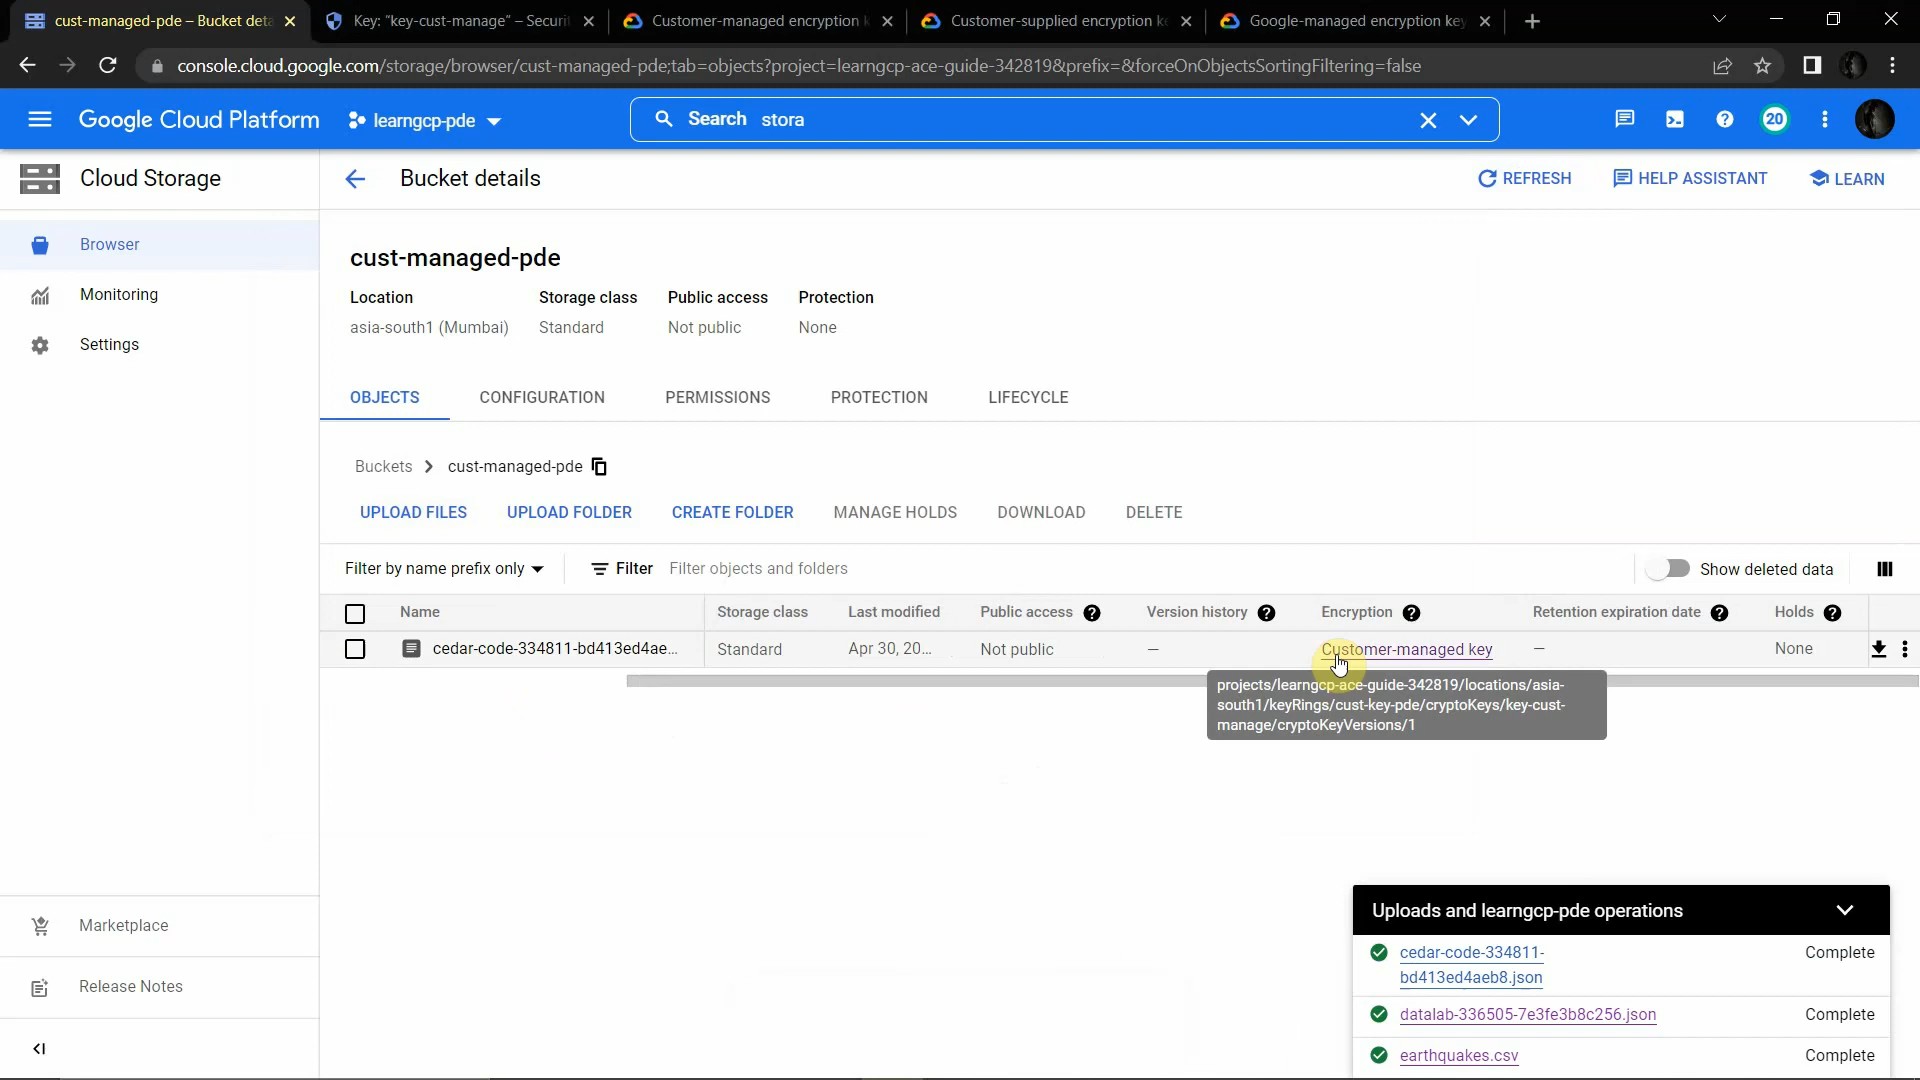 cust-managed-pde – Bucket deta
Key: "key-cust-manage" – Securi
Customer-managed encryption k
Customer-supplied encryption ke
Google-managed encryption key
console.cloud.google.com/storage/browser/cust-managed-pde;tab=objects?project=learngcp-ace-guide-342819&prefix=&forceOnObjectsSortingFiltering=false
Google Cloud Platform
learngcp-pde
Search stora
20
Cloud Storage
Bucket details
REFRESH
HELP ASSISTANT
LEARN
Browser
Monitoring
Settings
cust-managed-pde
Location Storage class Public access Protection
asia-south1 (Mumbai) Standard Not public None
OBJECTS CONFIGURATION PERMISSIONS PROTECTION LIFECYCLE
Buckets > cust-managed-pde
UPLOAD FILES UPLOAD FOLDER CREATE FOLDER MANAGE HOLDS DOWNLOAD DELETE
Filter by name prefix only Filter Filter objects and folders Show deleted data
Name Storage class Last modified Public access Version history Encryption Retention expiration date Holds
cedar-code-334811-bd413ed4ae... Standard Apr 30, 20... Not public — Customer-managed key — None
projects/learngcp-ace-guide-342819/locations/asia-
south1/keyRings/cust-key-pde/cryptoKeys/key-cust-
manage/cryptoKeyVersions/1
Marketplace
Release Notes
Uploads and learngcp-pde operations
cedar-code-334811- Complete
bd413ed4aeb8.json
datalab-336505-7e3fe3b8c256.json Complete
earthquakes.csv Complete